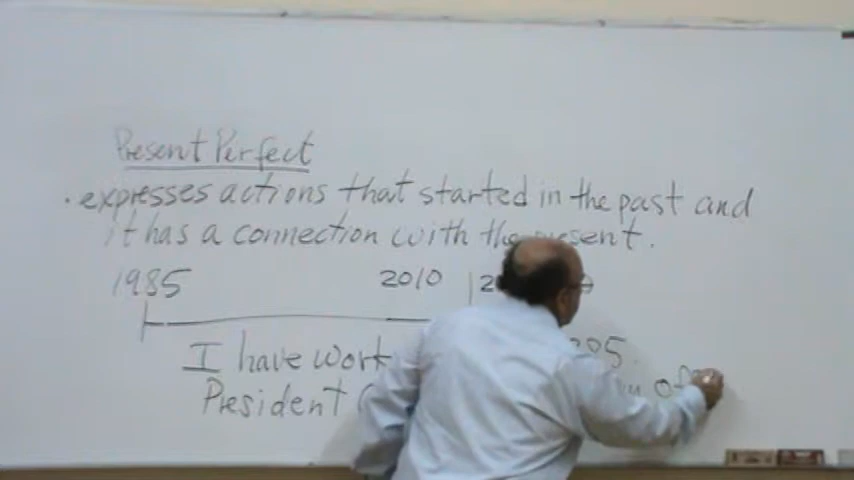 Present Perfect
• expresses actions that started in the past and
it has a connection with the present.
1985 2010
I have work
President